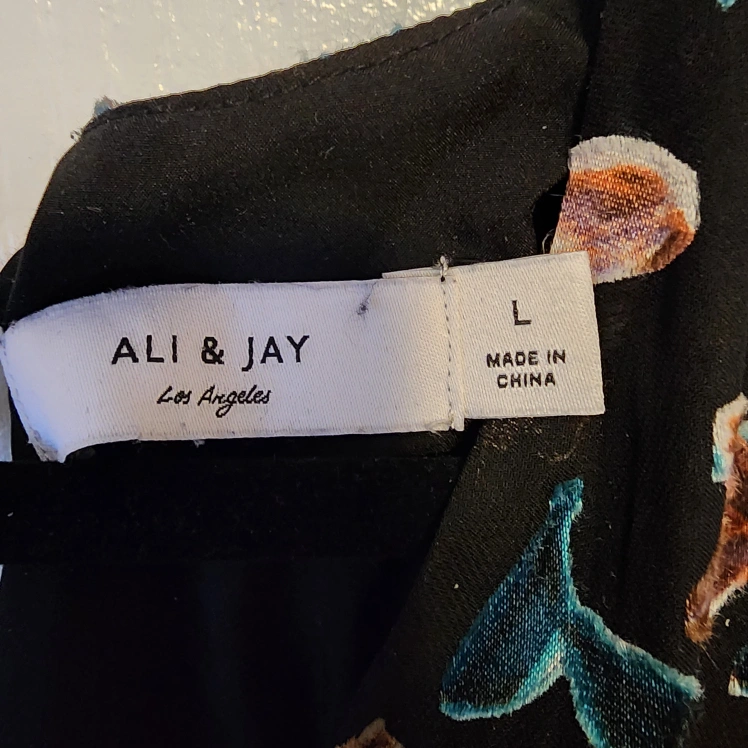 ALI & JAY
Los Angeles
L
MADE IN
CHINA